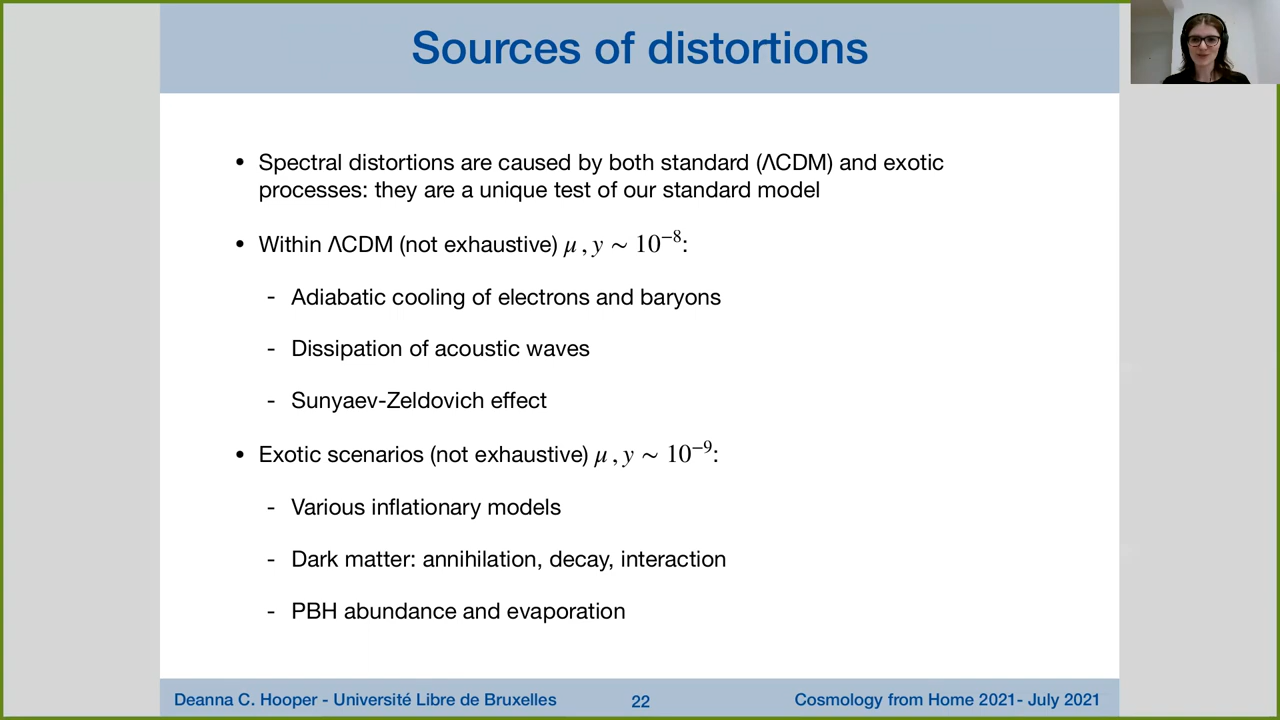 Sources of distortions
• Spectral distortions are caused by both standard (ΛCDM) and exotic
processes: they are a unique test of our standard model
• Within ΛCDM (not exhaustive) μ , y ∼ 10⁻⁸:
- Adiabatic cooling of electrons and baryons
- Dissipation of acoustic waves
- Sunyaev-Zeldovich effect
• Exotic scenarios (not exhaustive) μ , y ∼ 10⁻⁹:
- Various inflationary models
- Dark matter: annihilation, decay, interaction
- PBH abundance and evaporation
Deanna C. Hooper - Université Libre de Bruxelles 22 Cosmology from Home 2021- July 2021